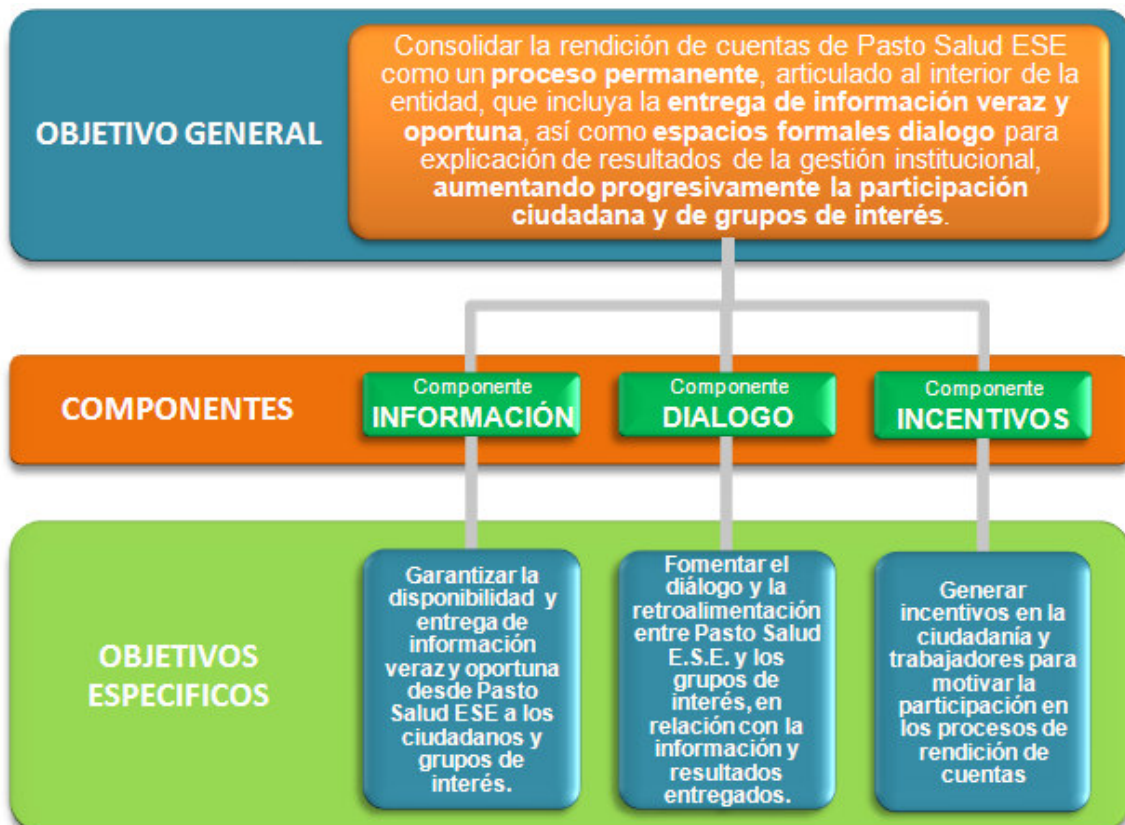 OBJETIVO GENERAL
Consolidar la rendición de cuentas de Pasto Salud ESE
como un proceso permanente, articulado al interior de la
entidad, que incluya la entrega de información veraz y
oportuna, así como espacios formales dialogo para
explicación de resultados de la gestión institucional,
aumentando progresivamente la participación
ciudadana y de grupos de interés.
COMPONENTES
Componente
INFORMACIÓN
Componente
DIALOGO
Componente
INCENTIVOS
OBJETIVOS
ESPECIFICOS
Garantizar la
disponibilidad y
entrega de
información
veraz y oportuna
desde Pasto
Salud ESE a los
ciudadanos y
grupos de
interés.
Fomentar el
diálogo y la
retroalimentación
entre Pasto Salud
E.S.E. y los
grupos de
interés, en
relación con la
información y
resultados
entregados.
Generar
incentivos en la
ciudadanía y
trabajadores para
motivar la
participación en
los procesos de
rendición de
cuentas